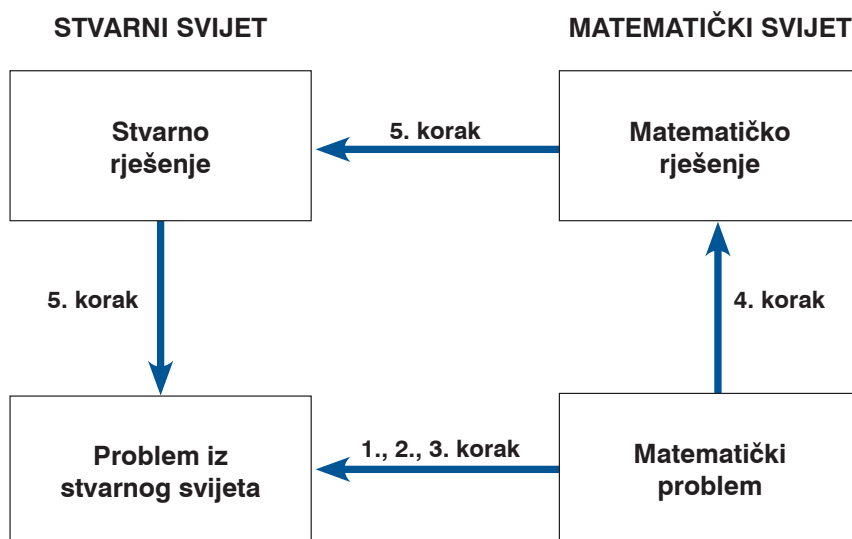 STVARNI SVIJET
MATEMATIČKI SVIJET
Stvarno
rješenje
5. korak
Matematičko
rješenje
5. korak
4. korak
Problem iz
stvarnog svijeta
1., 2., 3. korak
Matematički
problem